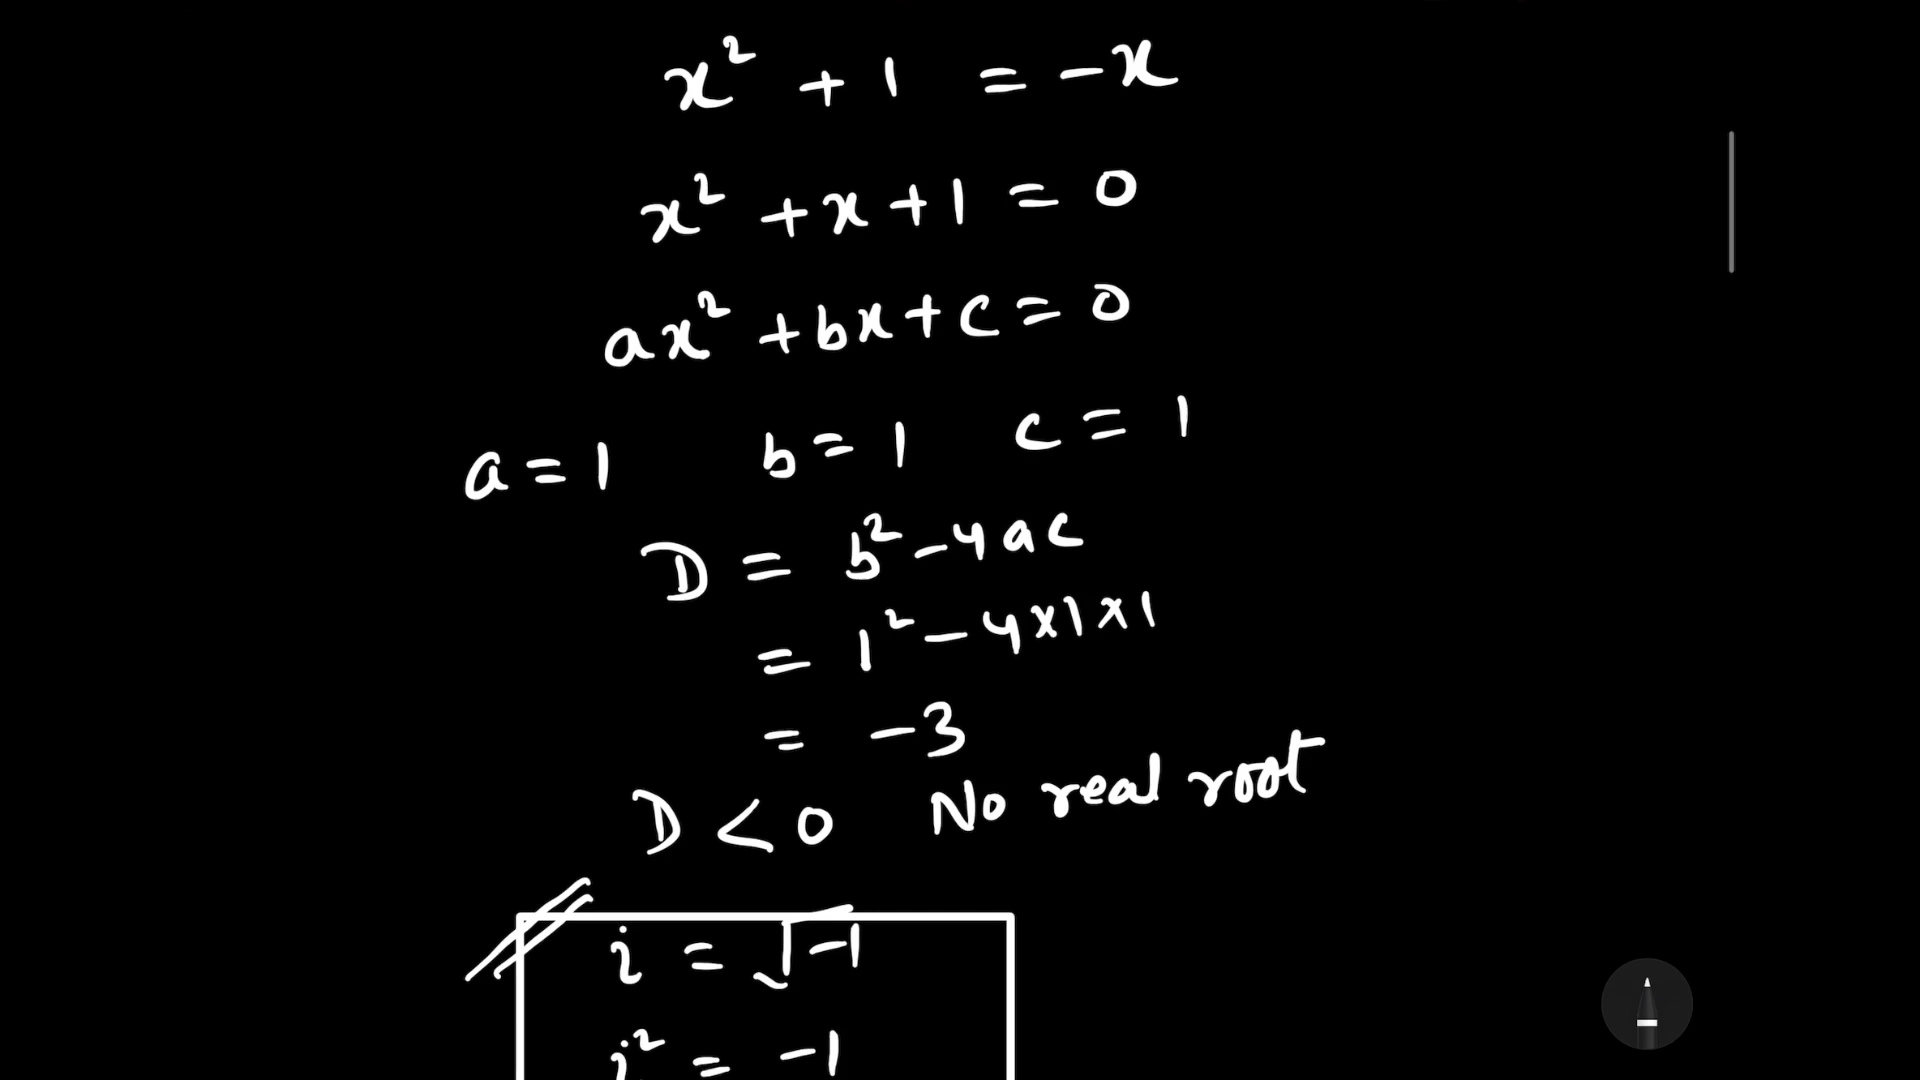 x² + 1 = -x
x² + x + 1 = 0
ax² + bx + c = 0
a = 1 b = 1 c = 1
D = b² - 4ac
= 1² - 4×1×1
= -3
D < 0 No real root
i = √-1
i² = -1